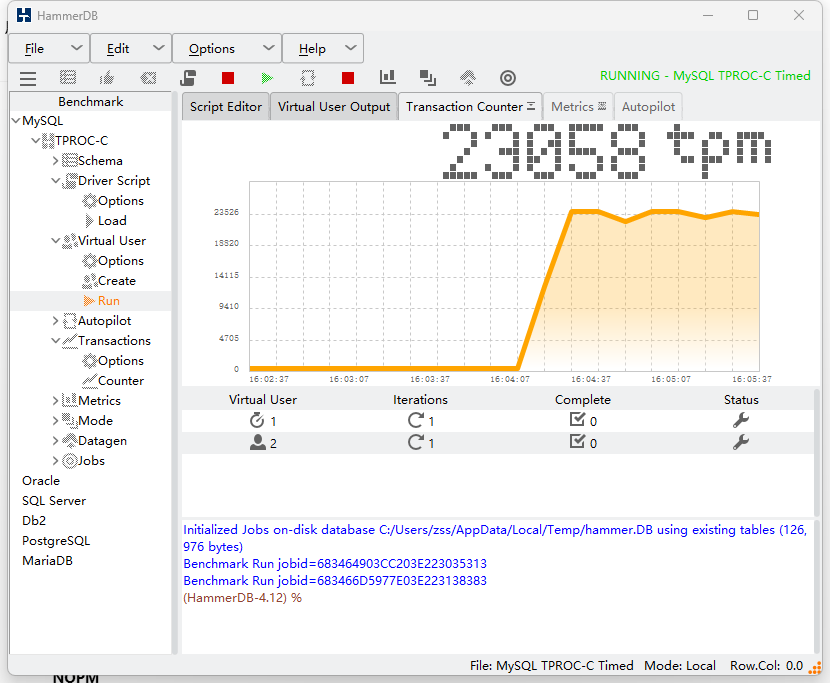 HammerDB
File Edit Options Help
RUNNING - MySQL TPROC-C Timed
Benchmark
MySQL
TPROC-C
Schema
Driver Script
Options
Load
Virtual User
Options
Create
Run
Autopilot
Transactions
Options
Counter
Metrics
Mode
Datagen
Jobs
Oracle
SQL Server
Db2
PostgreSQL
MariaDB
Script Editor Virtual User Output Transaction Counter Metrics Autopilot
23058 tpm
23526
18820
14115
9410
4705
0
16:02:37 16:03:07 16:03:37 16:04:07 16:04:37 16:05:07 16:05:37
Virtual User Iterations Complete Status
1 1 0
2 1 0
Initialized Jobs on-disk database C:/Users/zss/AppData/Local/Temp/hammer.DB using existing tables (126,
976 bytes)
Benchmark Run jobid=683464903CC203E223035313
Benchmark Run jobid=683466D5977E03E223138383
(HammerDB-4.12) %
File: MySQL TPROC-C Timed Mode: Local Row.Col: 0.0
NOPM